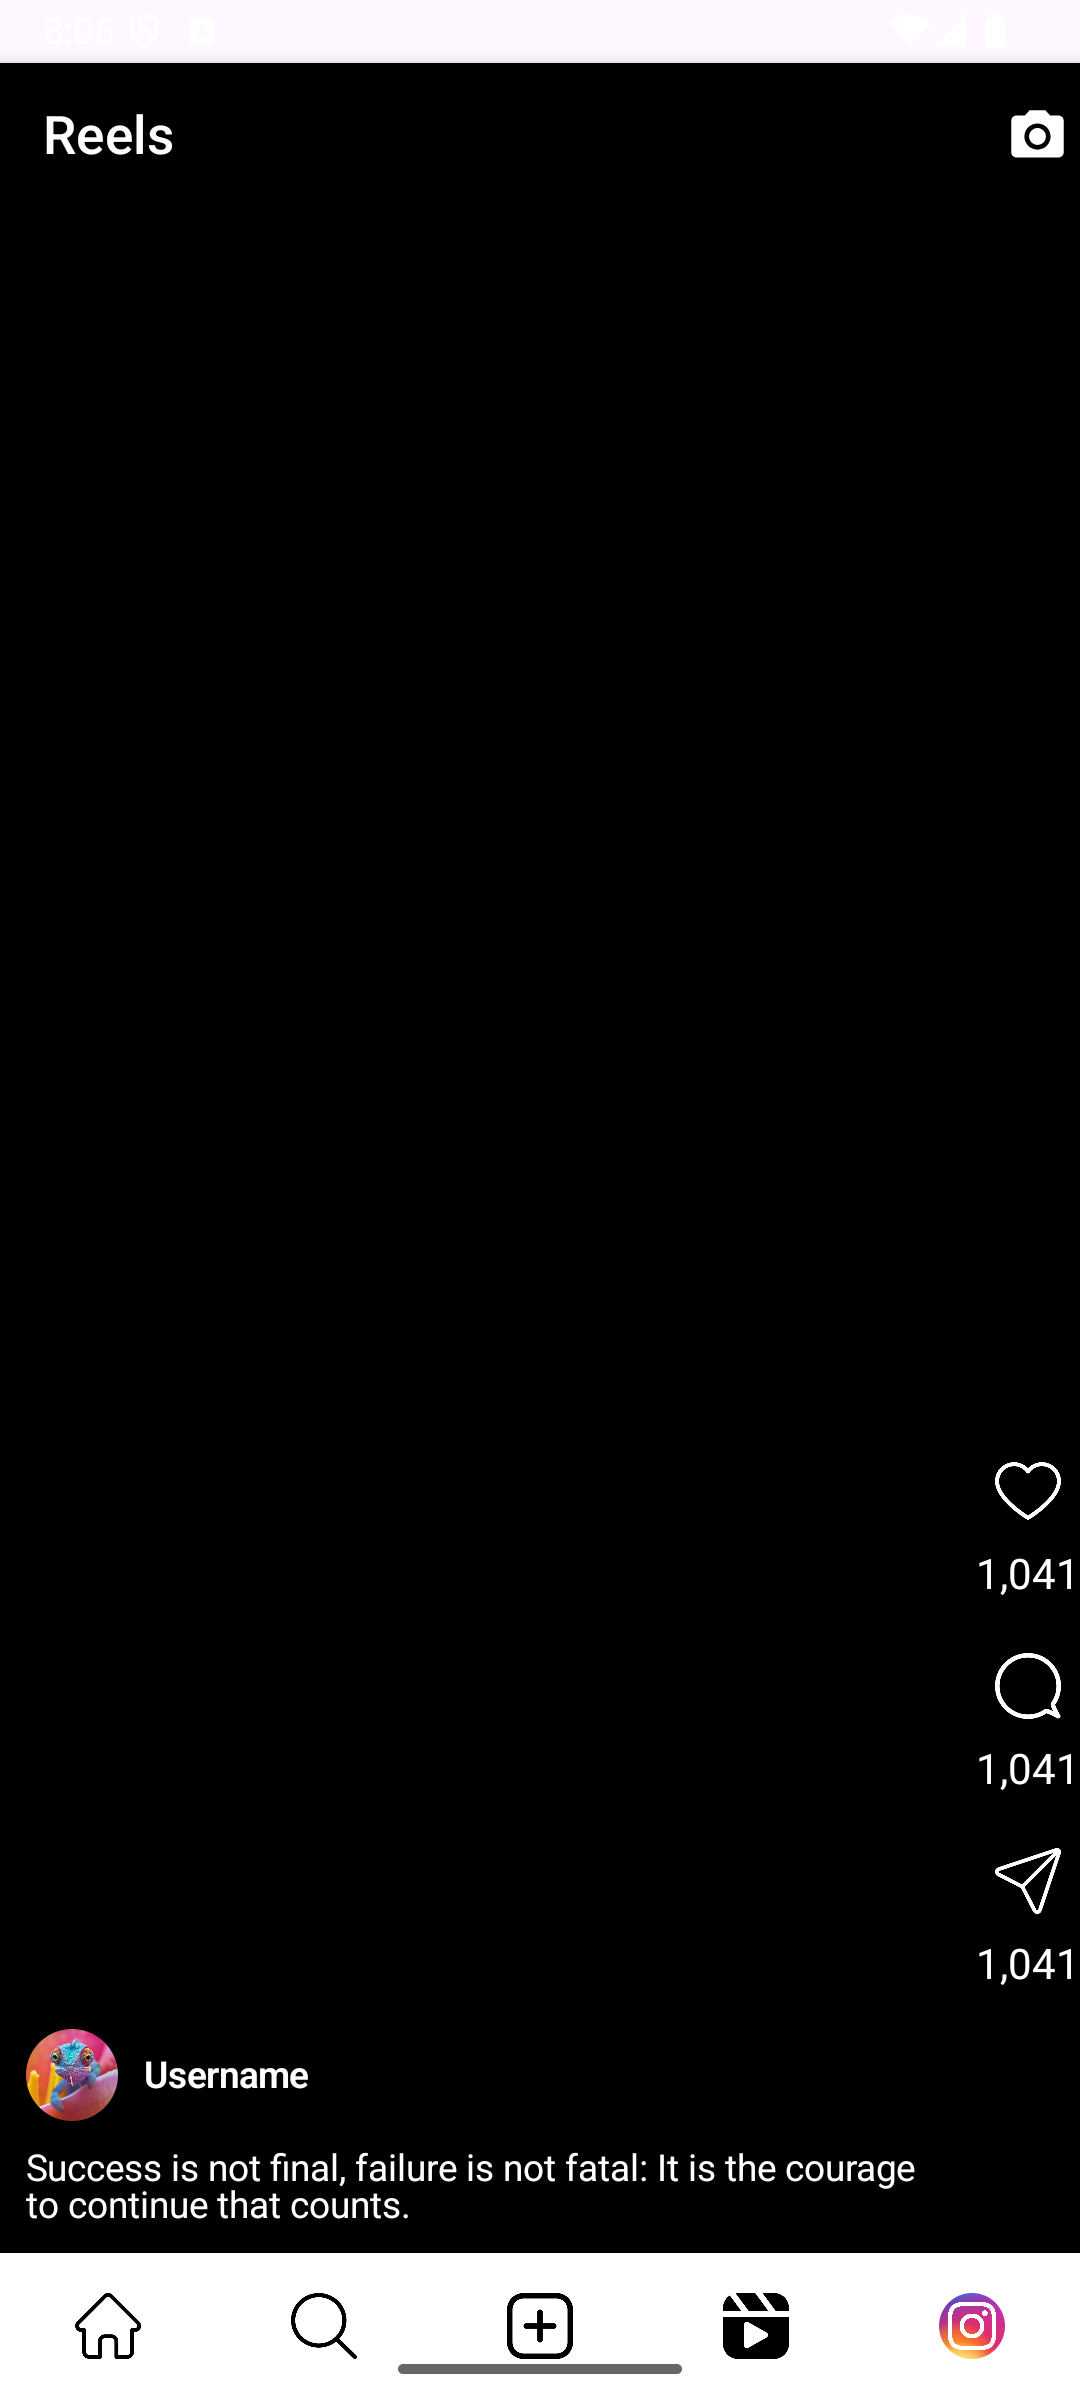 8:06
Reels
1,041
1,041
1,041
Username
Success is not final, failure is not fatal: It is the courage
to continue that counts.